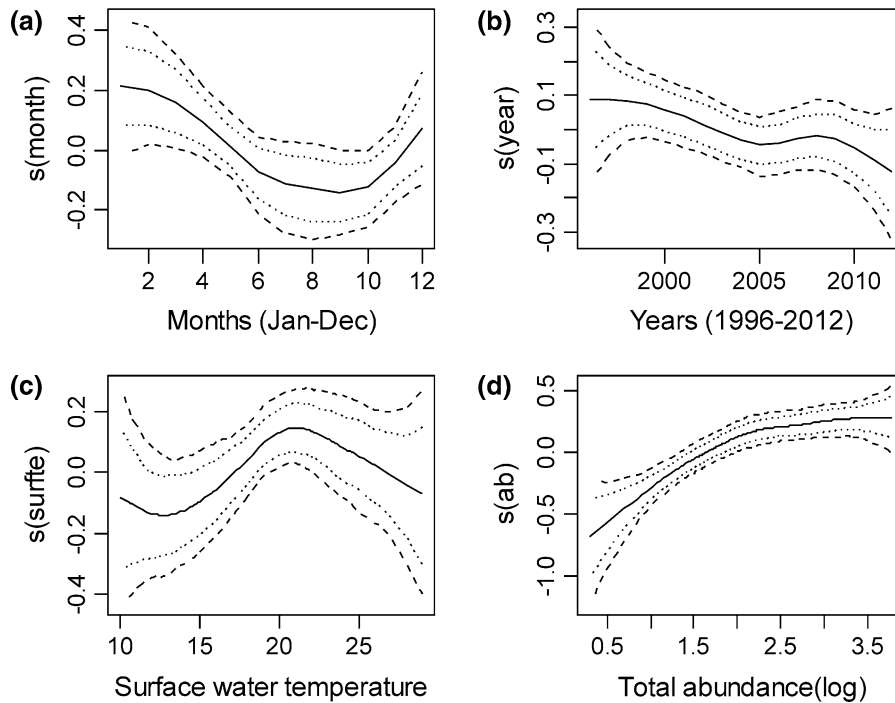 (a)
s(month)
0.4
0.1
-0.2
2 4 6 8 10 12
Months (Jan-Dec)
(b)
s(year)
0.3
0.1
-0.1
-0.3
2000 2005 2010
Years (1996-2012)
(c)
s(surfte)
0.2
0.0
-0.2
-0.4
10 15 20 25
Surface water temperature
(d)
s(ab)
0.5
0.0
-0.5
-1.0
0.5 1.5 2.5 3.5
Total abundance(log)